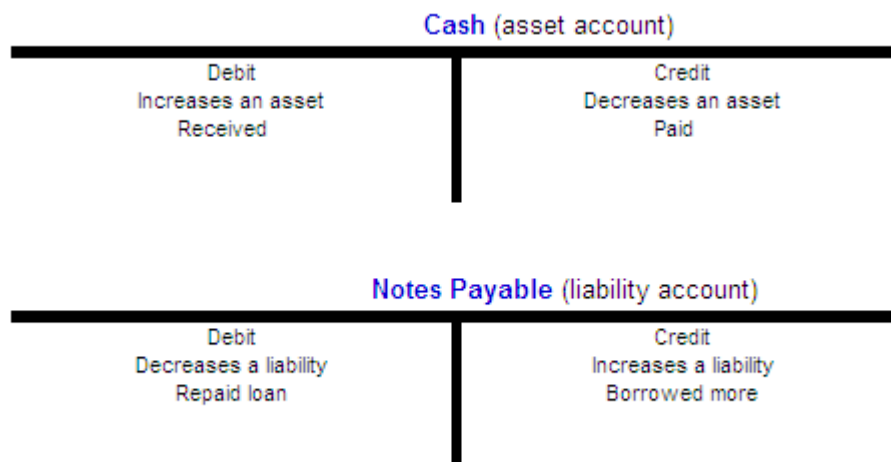 Cash (asset account)
Debit
Increases an asset
Received
Credit
Decreases an asset
Paid
Notes Payable (liability account)
Debit
Decreases a liability
Repaid loan
Credit
Increases a liability
Borrowed more